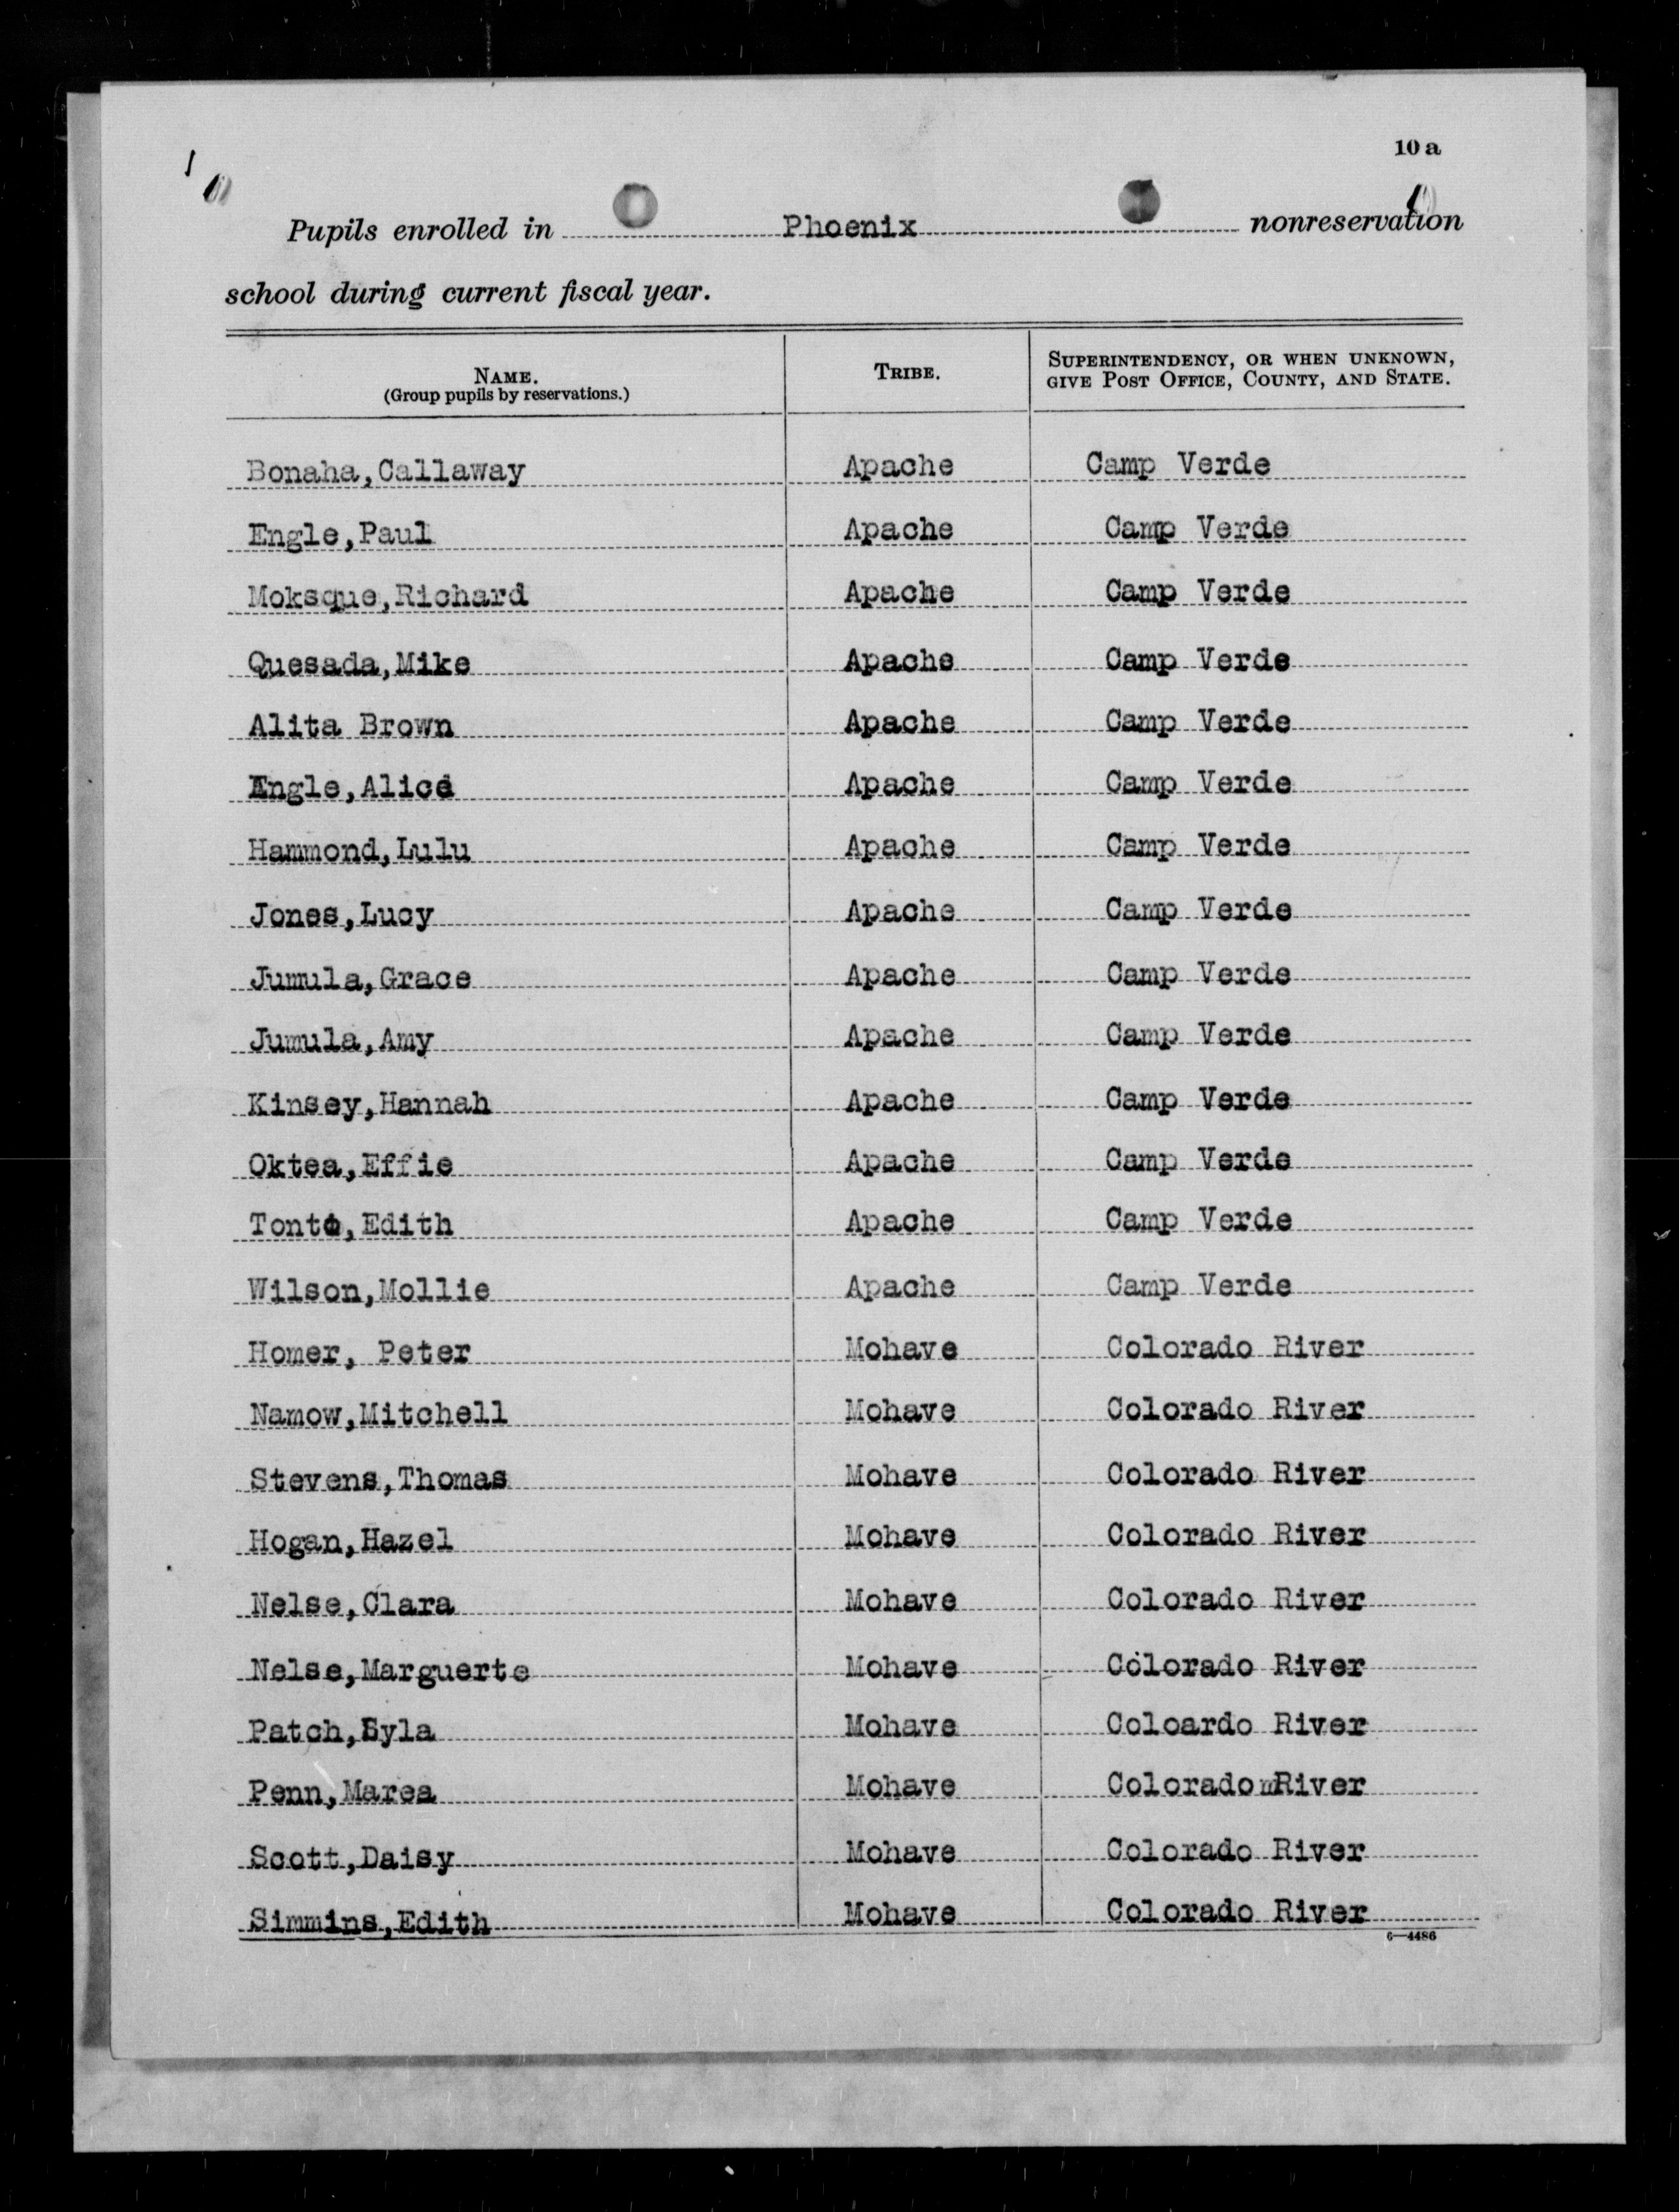 10 a
Pupils enrolled in Phoenix nonreservation
school during current fiscal year.
NAME. TRIBE. SUPERINTENDENCY, OR WHEN UNKNOWN,
(Group pupils by reservations.) GIVE POST OFFICE, COUNTY, AND STATE.
Bonaha,Callaway Apache Camp Verde
Engle,Paul Apache Camp Verde
Moksque,Richard Apache Camp Verde
Quesada,Mike Apache Camp Verde
Alita Brown Apache Camp Verde
Engle,Alice Apache Camp Verde
Hammond,Lulu Apache Camp Verde
Jones,Lucy Apache Camp Verde
Jumula,Grace Apache Camp Verde
Jumula,Amy Apache Camp Verde
Kinsey,Hannah Apache Camp Verde
Oktea,Effie Apache Camp Verde
Tonto,Edith Apache Camp Verde
Wilson,Mollie Apache Camp Verde
Homer, Peter Mohave Colorado River
Namow,Mitchell Mohave Colorado River
Stevens,Thomas Mohave Colorado River
Hogan,Hazel Mohave Colorado River
Nelse,Clara Mohave Colorado River
Nelse,Marguerte Mohave Colorado River
Patch, Mohave Coloardo River
Penn,Marea Mohave ColoradomRiver
Scott,Daisy Mohave Colorado River
Simmins,Edith Mohave Colorado River
6—4486